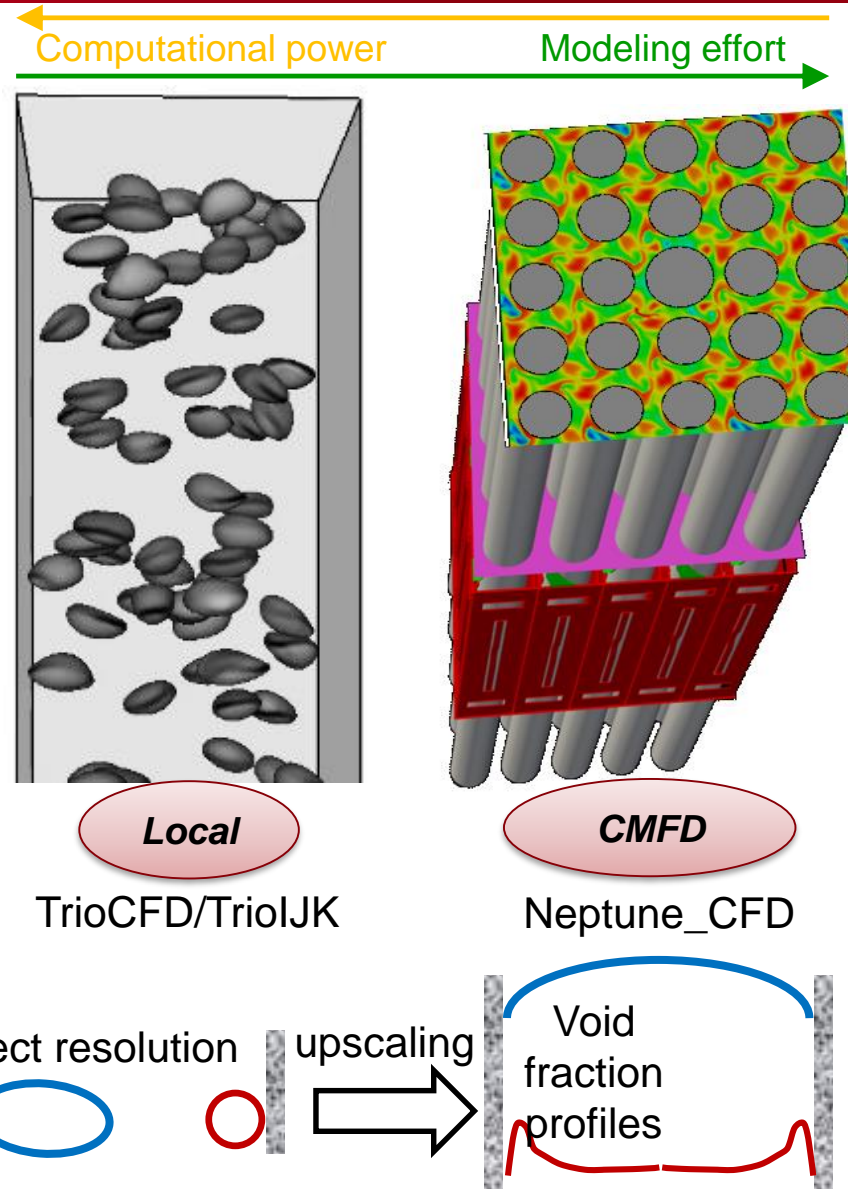 Computational power
Modeling effort
Local
CMFD
TrioCFD/TrioIJK
Neptune_CFD
ect resolution
upscaling
Void
fraction
profiles